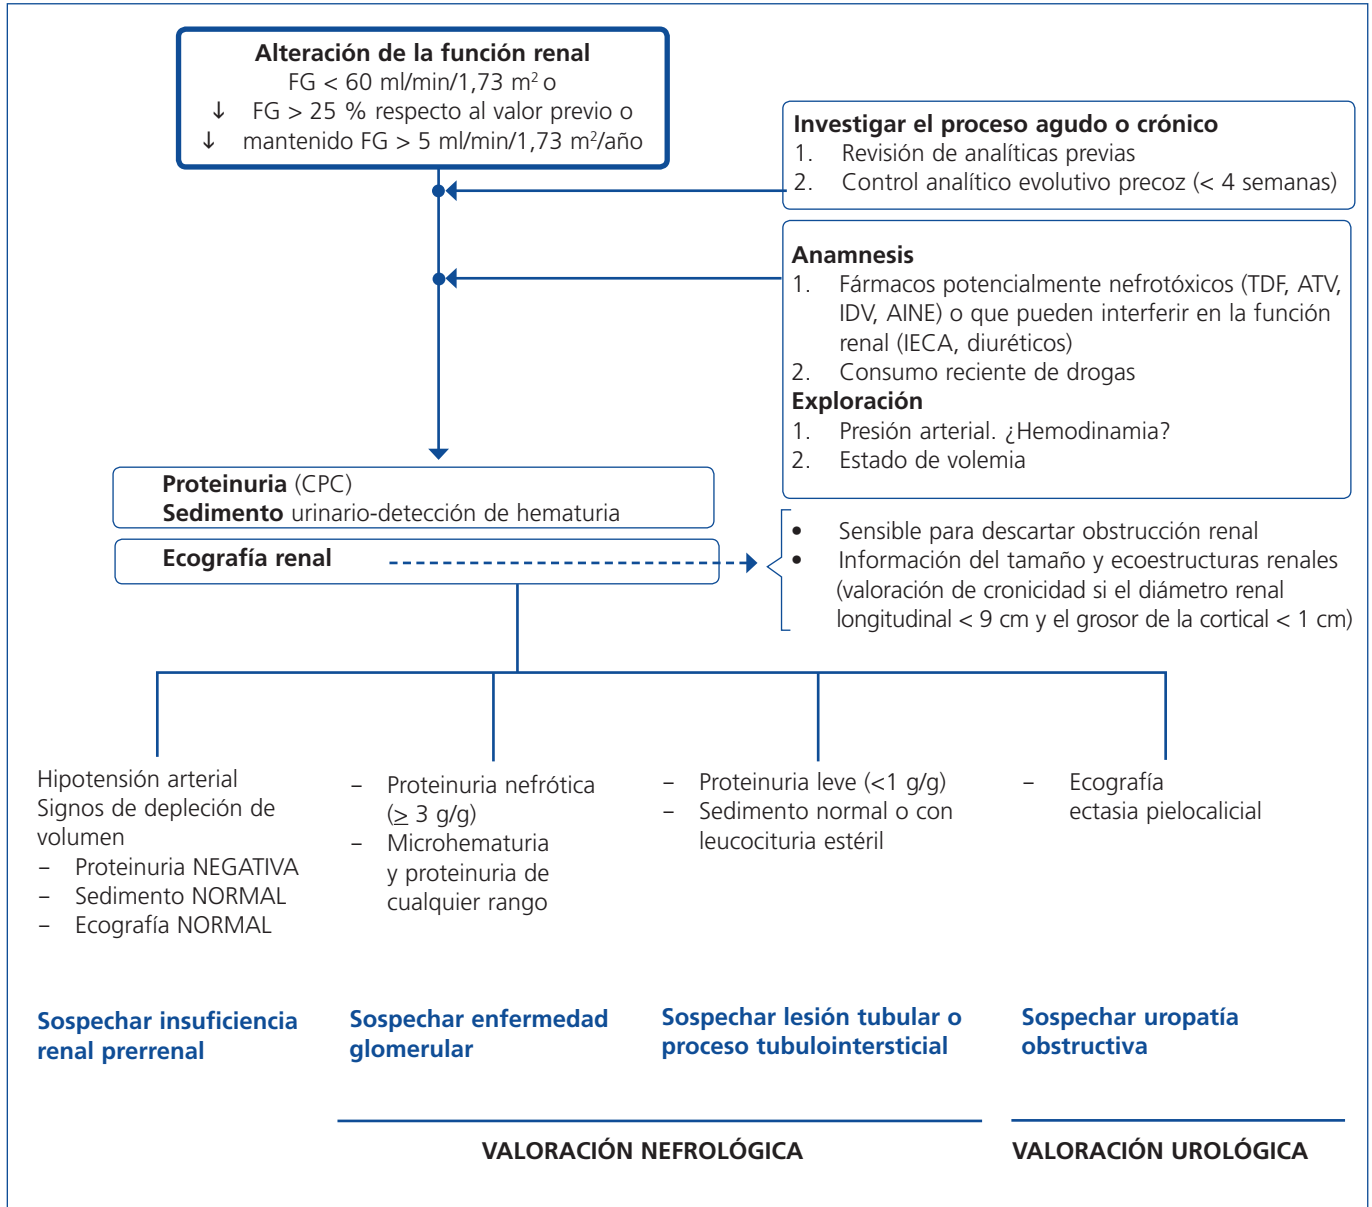 Alteración de la función renal
FG < 60 ml/min/1,73 m² o
↓ FG > 25 % respecto al valor previo o
↓ mantenido FG > 5 ml/min/1,73 m²/año
Investigar el proceso agudo o crónico
1. Revisión de analíticas previas
2. Control analítico evolutivo precoz (< 4 semanas)
Anamnesis
1. Fármacos potencialmente nefrotóxicos (TDF, ATV,
IDV, AINE) o que pueden interferir en la función
renal (IECA, diuréticos)
2. Consumo reciente de drogas
Exploración
1. Presión arterial. ¿Hemodinamia?
2. Estado de volemia
Proteinuria (CPC)
Sedimento urinario-detección de hematuria
Ecografía renal
• Sensible para descartar obstrucción renal
• Información del tamaño y ecoestructuras renales
(valoración de cronicidad si el diámetro renal
longitudinal < 9 cm y el grosor de la cortical < 1 cm)
Hipotensión arterial
Signos de depleción de
volumen
– Proteinuria NEGATIVA
– Sedimento NORMAL
– Ecografía NORMAL
Sospechar insuficiencia
renal prerrenal
– Proteinuria nefrótica
(≥ 3 g/g)
– Microhematuria
y proteinuria de
cualquier rango
Sospechar enfermedad
glomerular
– Proteinuria leve (<1 g/g)
– Sedimento normal o con
leucocituria estéril
Sospechar lesión tubular o
proceso tubulointersticial
– Ecografía
ectasia pielocalicial
Sospechar uropatía
obstructiva
VALORACIÓN NEFROLÓGICA
VALORACIÓN UROLÓGICA